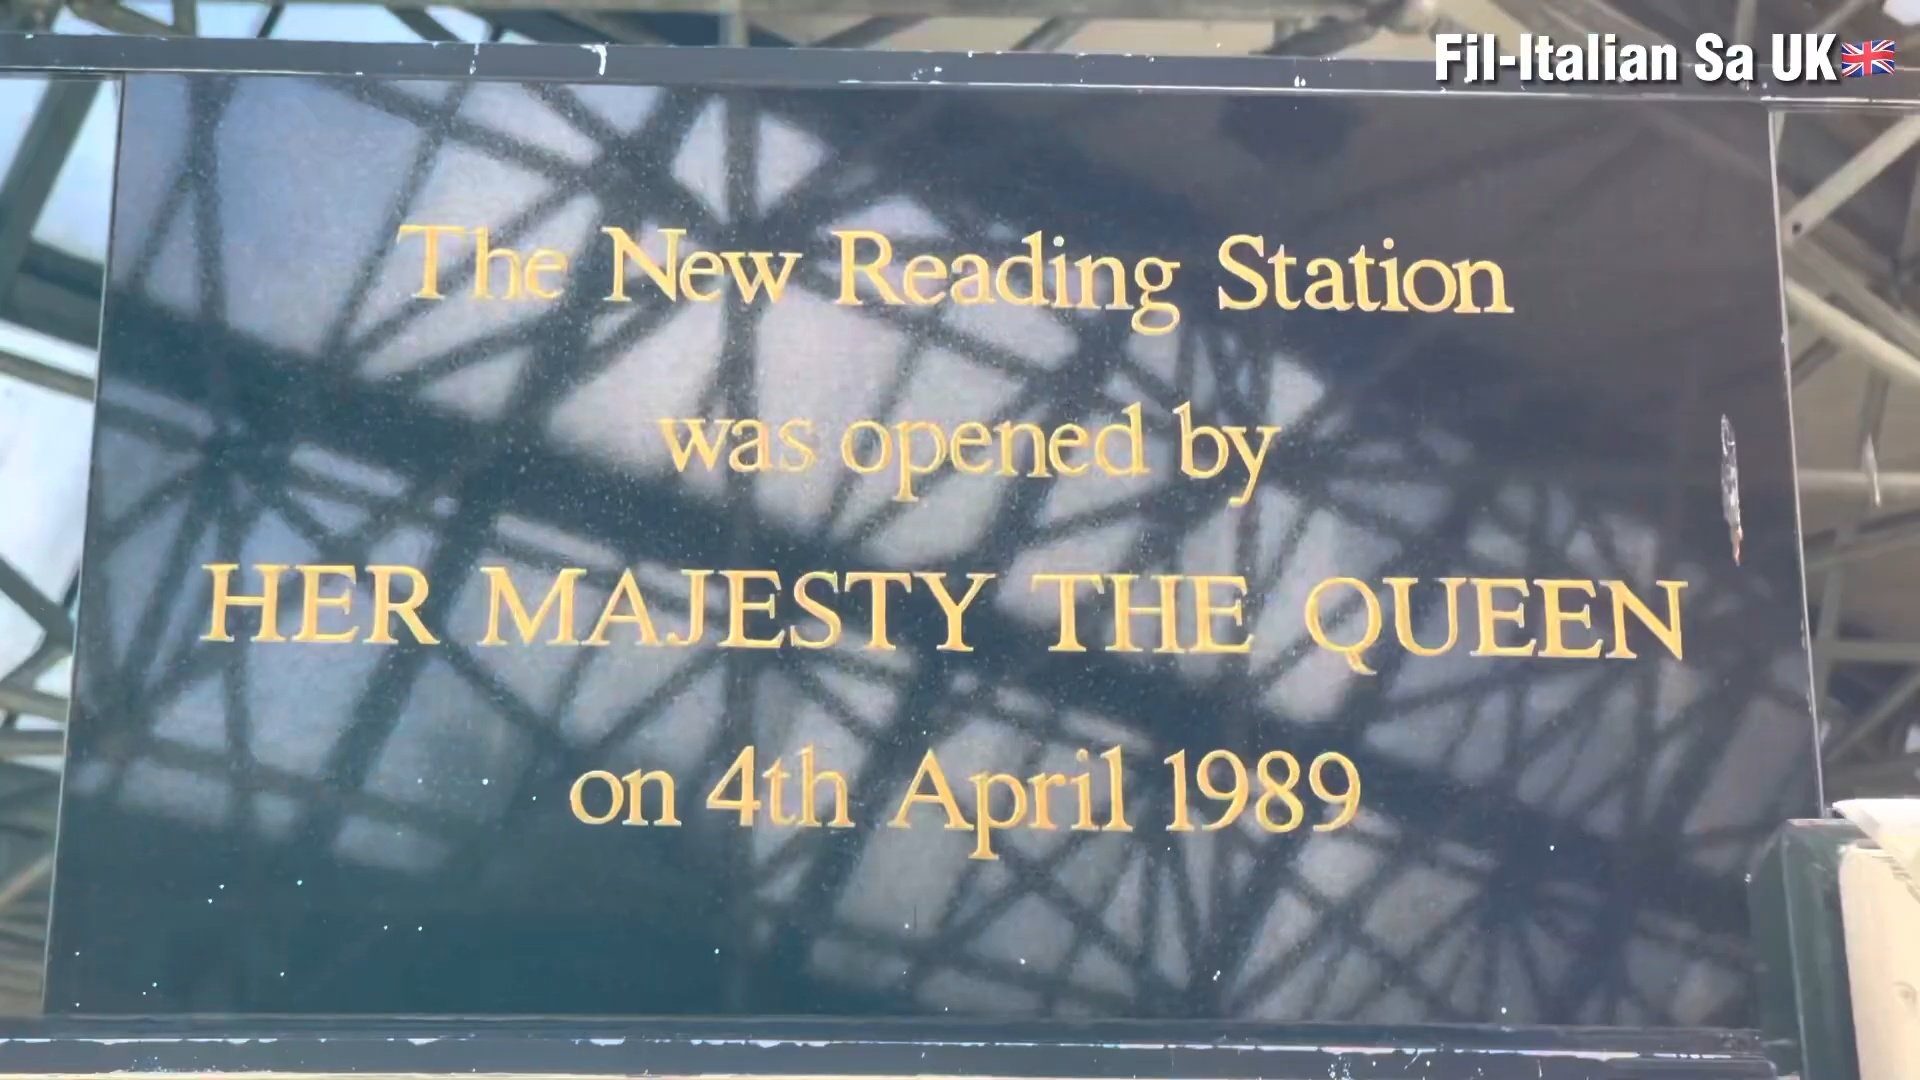 Fil-Italian Sa UK🇬🇧
The New Reading Station
was opened by
HER MAJESTY THE QUEEN
on 4th April 1989